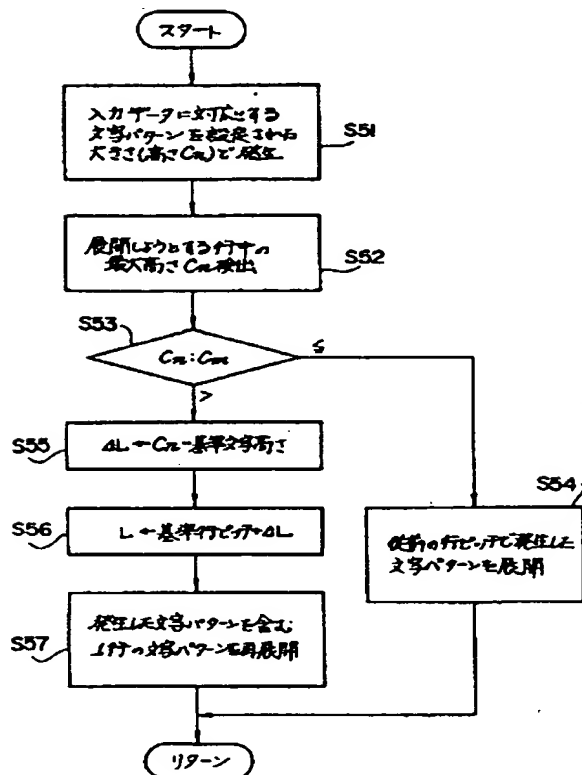 スタート
入力データに対応する
文字パターンを設定された
大きさ(高さCn)で発生
S51
展開しようとする行中の
最大高さCm検出
S52
S53
Cn:Cm
≦
>
S55
ΔL←Cn-基準文字高さ
S54
S56
L←基準行ピッチ+ΔL
従前の行ピッチで発生した
文字パターンを展開
S57
発生した文字パターンを含む
1行の文字パターンを再展開
リターン